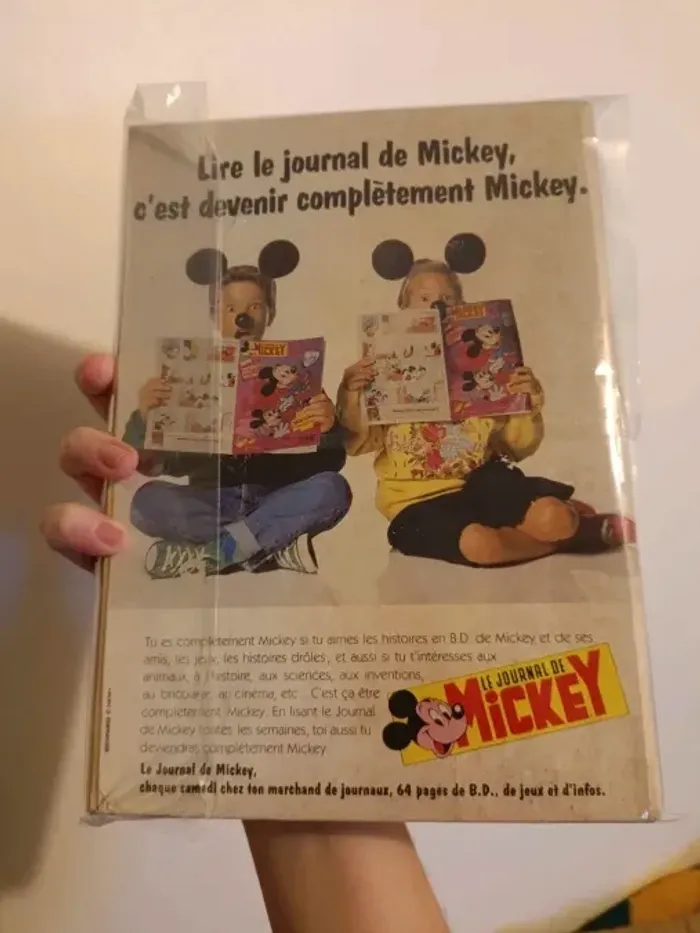 Lire le journal de Mickey,
c'est devenir complètement Mickey.
MICKEY
Tu es complètement Mickey si tu aimes les histoires en B.D. de Mickey et de ses
amis, les jeux, les histoires drôles, et aussi si tu t'intéresses aux
animaux, à l'histoire, aux sciences, aux inventions,
au bricolage, au cinéma, etc... C'est ça être
complètement Mickey. En lisant le Journal
de Mickey toutes les semaines, toi aussi tu
deviendras complètement Mickey.
LE JOURNAL DE
MICKEY
Le Journal de Mickey,
chaque samedi chez ton marchand de journaux, 64 pages de B.D., de jeux et d'infos.